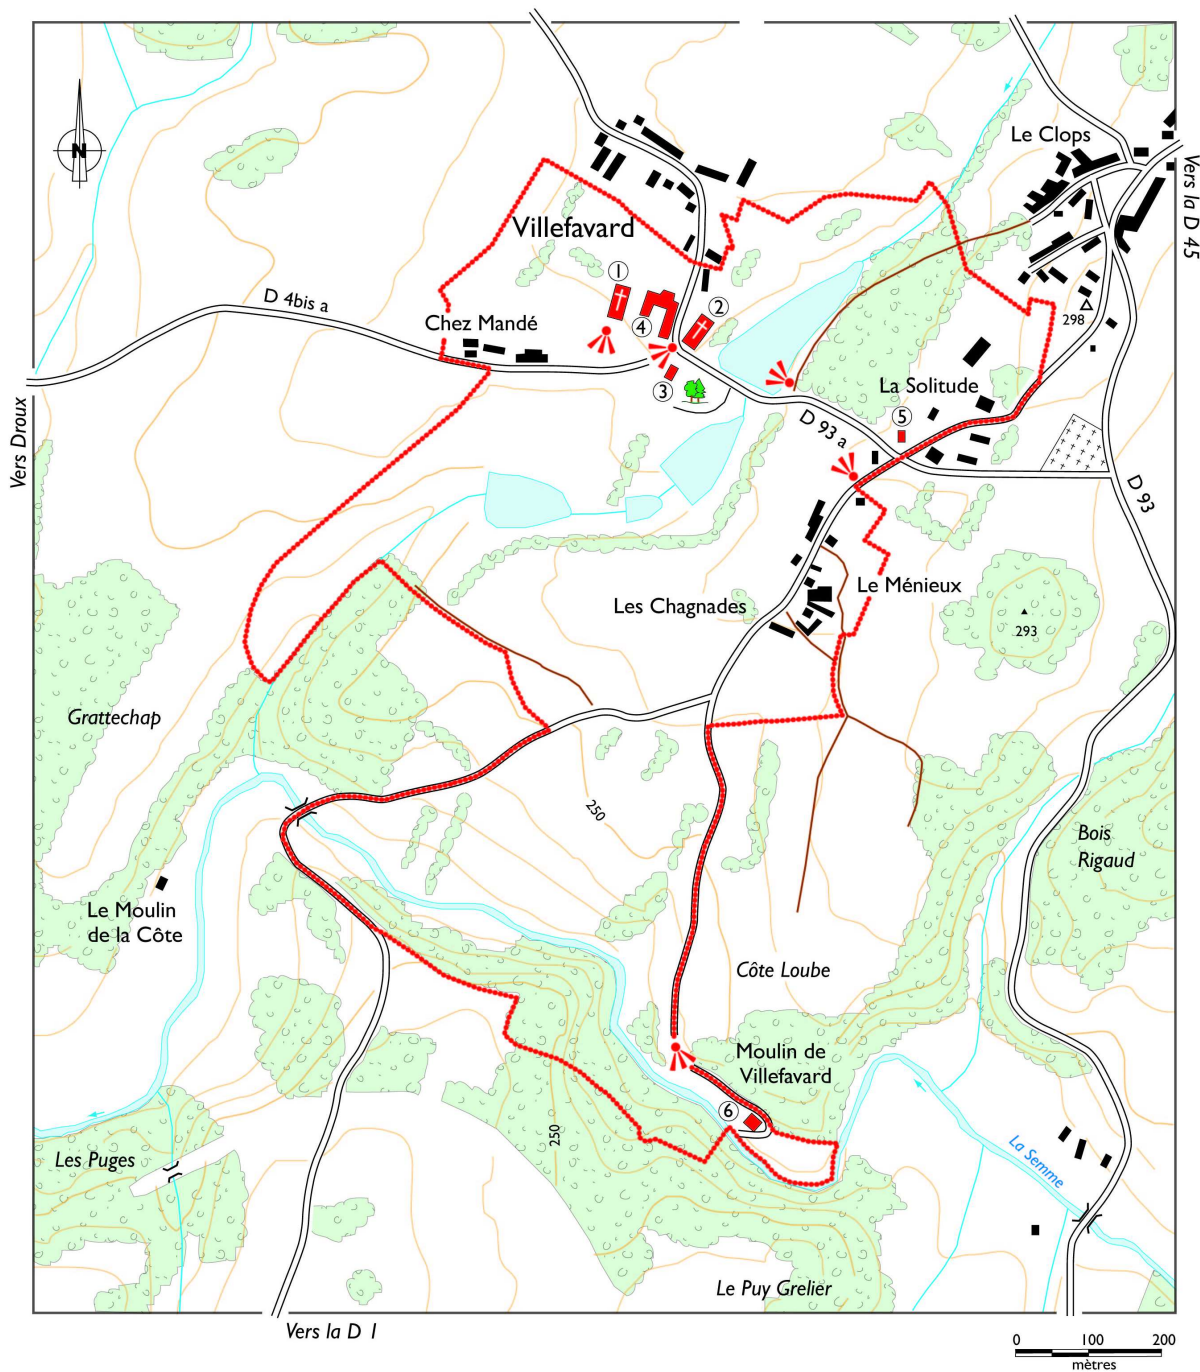 N
Le Clops
Vers la D 45
Villefavard
1
2
D 4bis a
4
298
Chez Mandé
3
La Solitude
5
Vers Droux
D 93 a
D 93
Le Ménieux
Les Chagnades
293
Grattechap
250
Bois
Rigaud
Le Moulin
de la Côte
Côte Loube
Moulin de
Villefavard
6
250
Les Puges
La Semme
Le Puy Grelier
Vers la D 1
0 100 200
mètres